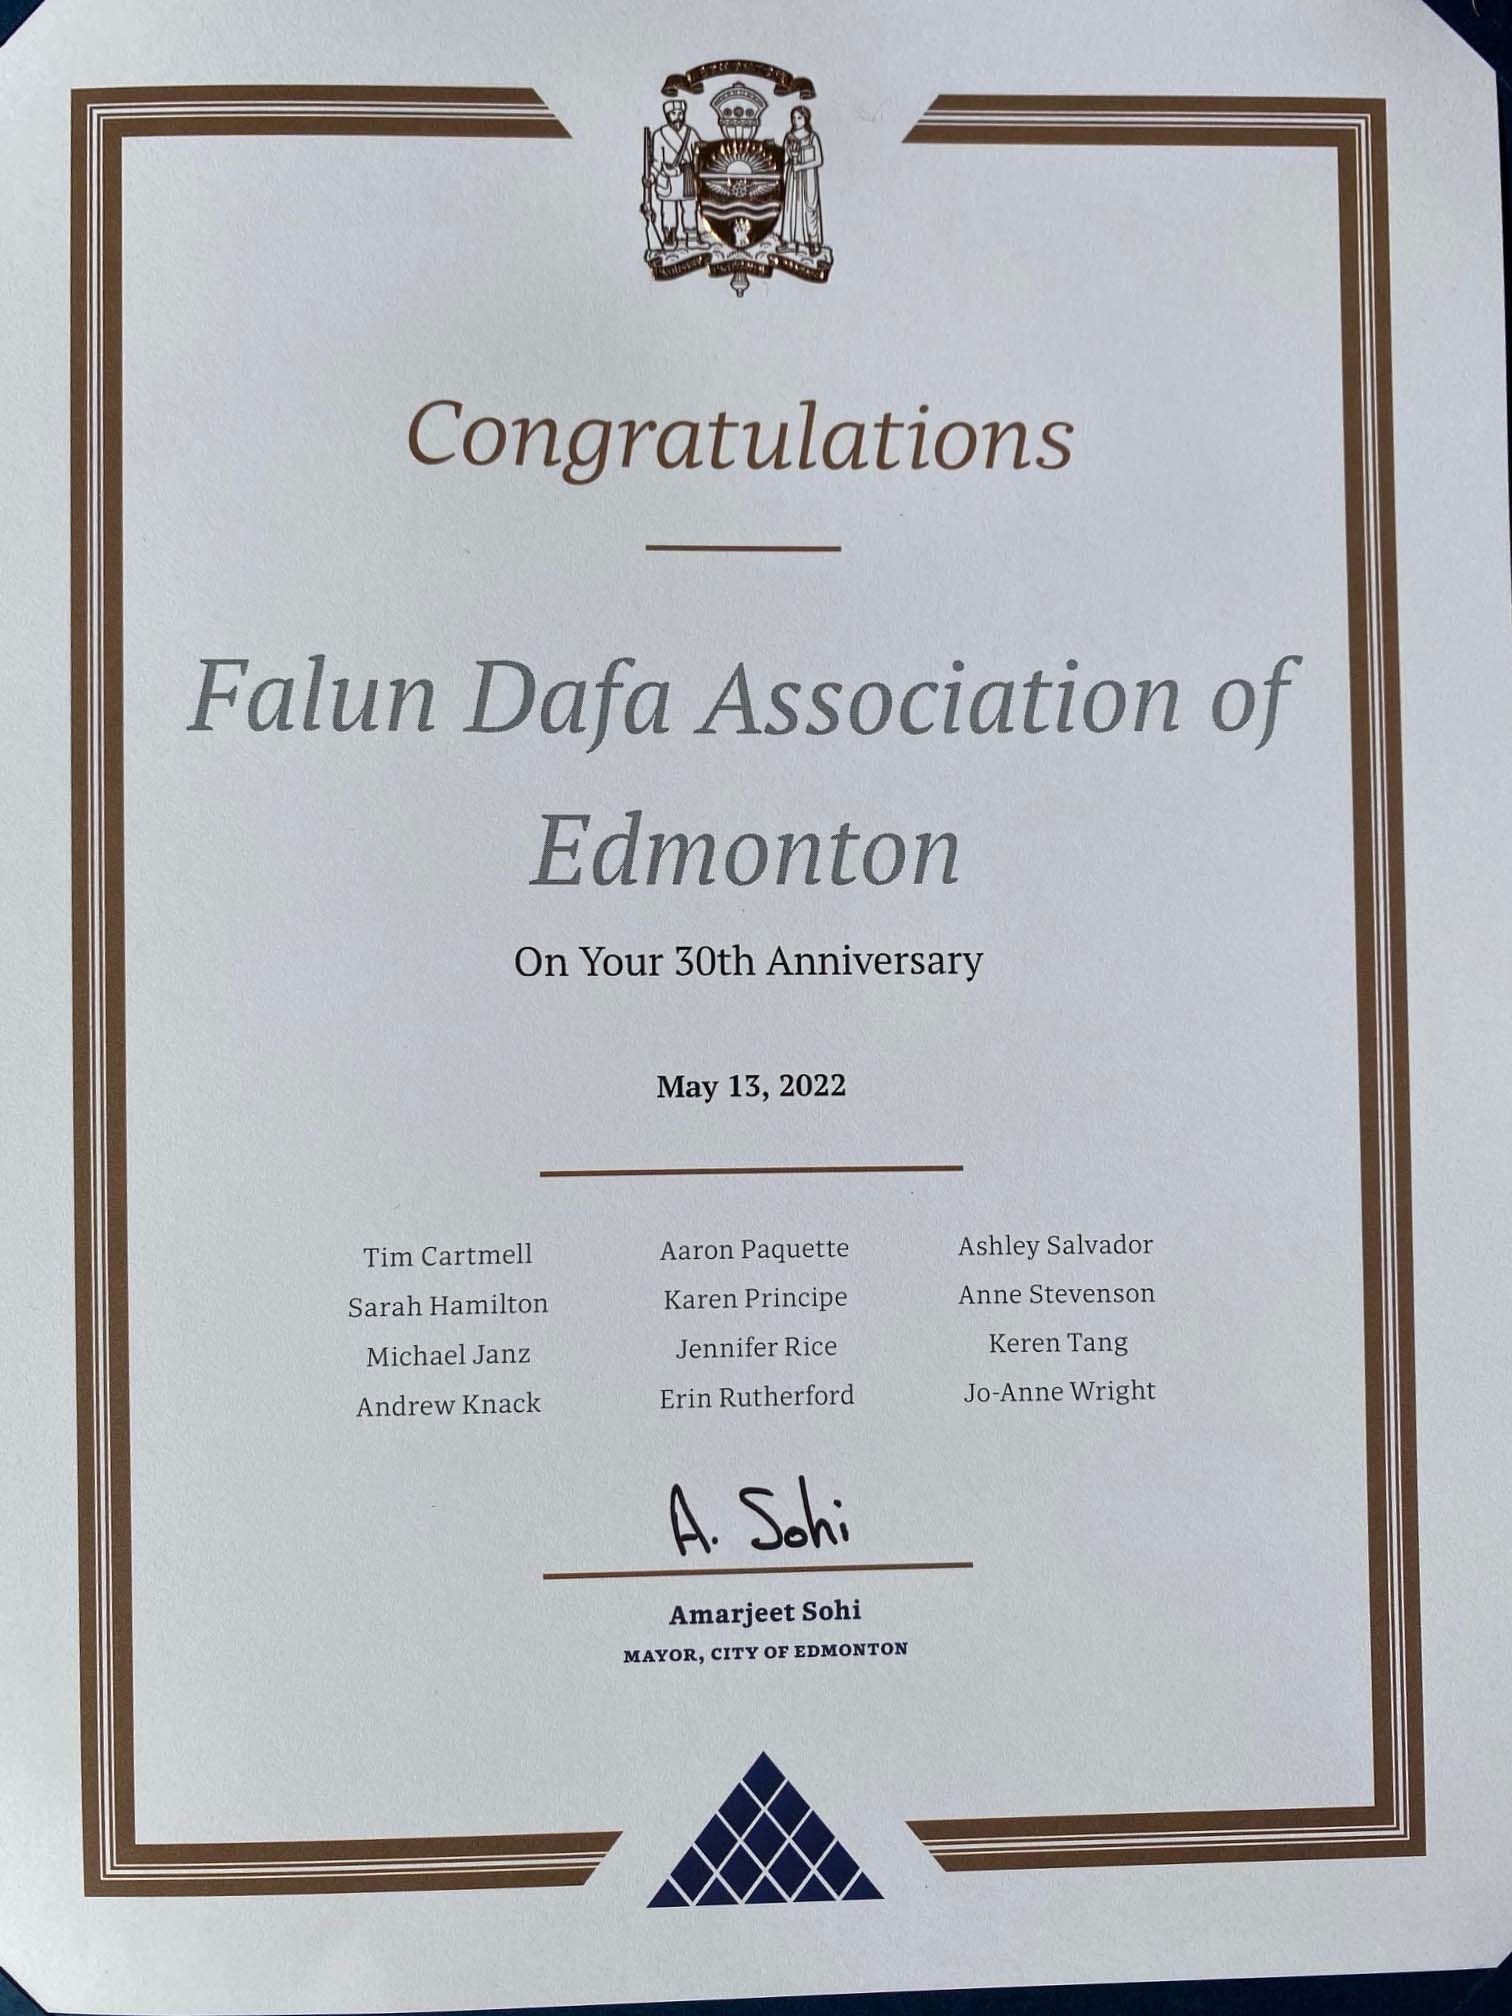 Congratulations
Falun Dafa Association of
Edmonton
On Your 30th Anniversary
May 13, 2022
Tim Cartmell Aaron Paquette Ashley Salvador
Sarah Hamilton Karen Principe Anne Stevenson
Michael Janz Jennifer Rice Keren Tang
Andrew Knack Erin Rutherford Jo-Anne Wright
A. Sohi
Amarjeet Sohi
MAYOR, CITY OF EDMONTON